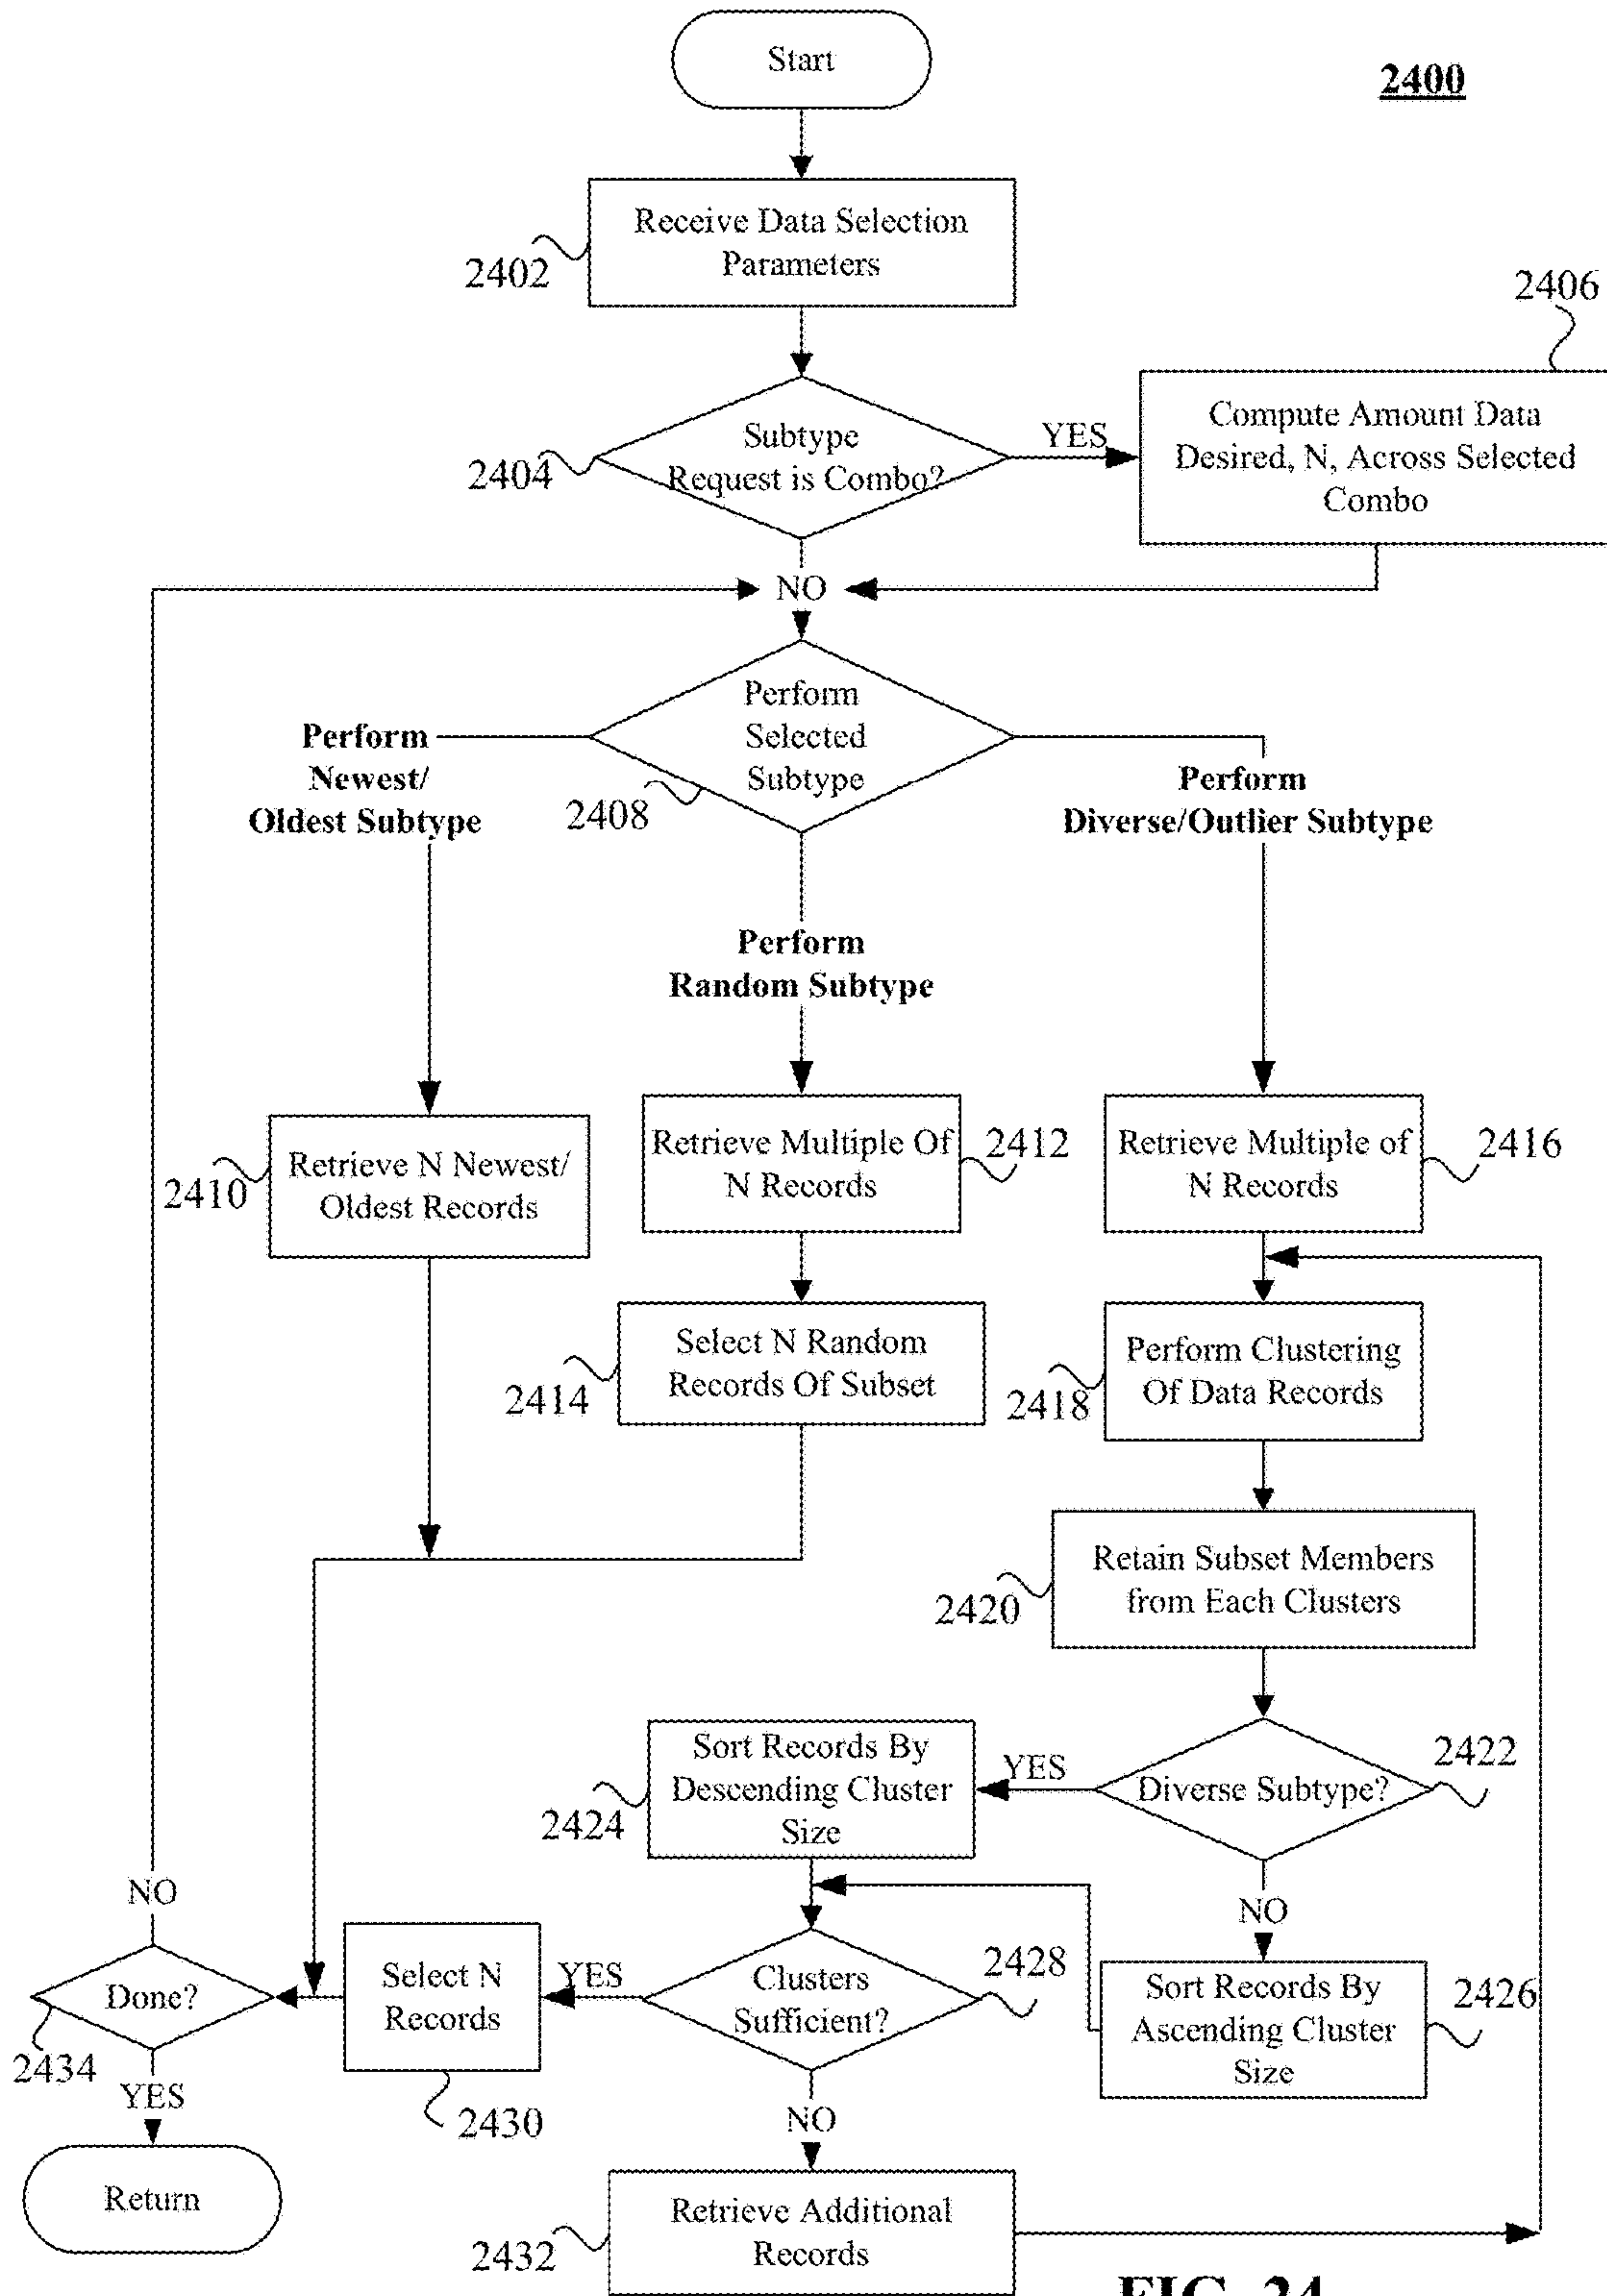 Start
2400
Receive Data Selection
Parameters
2402
2406
Subtype
Request is Combo?
2404
YES
Compute Amount Data
Desired, N, Across Selected
Combo
NO
Perform
Selected
Subtype
2408
Perform
Newest/
Oldest Subtype
Perform
Diverse/Outlier Subtype
Perform
Random Subtype
Retrieve N Newest/
Oldest Records
2410
Retrieve Multiple Of
N Records
2412
Retrieve Multiple of
N Records
2416
Select N Random
Records Of Subset
2414
Perform Clustering
Of Data Records
2418
Retain Subset Members
from Each Clusters
2420
Sort Records By
Descending Cluster
Size
2424
YES
Diverse Subtype?
2422
NO
NO
Done?
2434
YES
Return
Select N
Records
2430
YES
Clusters
Sufficient?
2428
Sort Records By
Ascending Cluster
Size
2426
NO
Retrieve Additional
Records
2432
FIG. 24